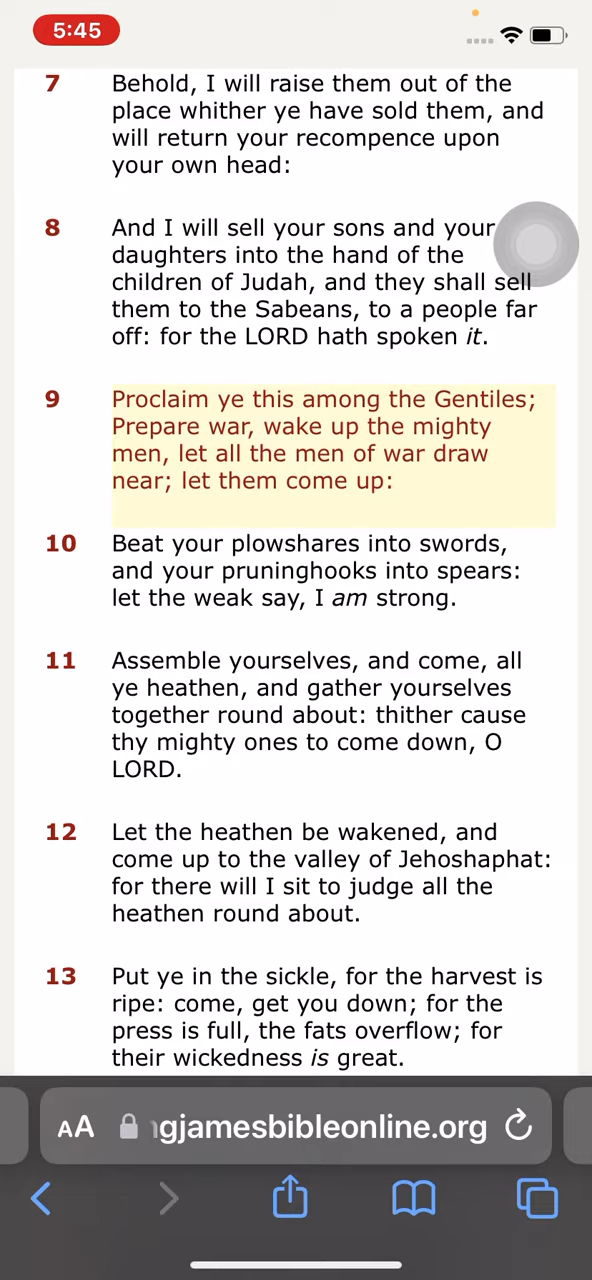 5:45
7 Behold, I will raise them out of the
place whither ye have sold them, and
will return your recompence upon
your own head:
8 And I will sell your sons and your
daughters into the hand of the
children of Judah, and they shall sell
them to the Sabeans, to a people far
off: for the LORD hath spoken it.
9 Proclaim ye this among the Gentiles;
Prepare war, wake up the mighty
men, let all the men of war draw
near; let them come up:
10 Beat your plowshares into swords,
and your pruninghooks into spears:
let the weak say, I am strong.
11 Assemble yourselves, and come, all
ye heathen, and gather yourselves
together round about: thither cause
thy mighty ones to come down, O
LORD.
12 Let the heathen be wakened, and
come up to the valley of Jehoshaphat:
for there will I sit to judge all the
heathen round about.
13 Put ye in the sickle, for the harvest is
ripe: come, get you down; for the
press is full, the fats overflow; for
their wickedness is great.
AA gjamesbibleonline.org